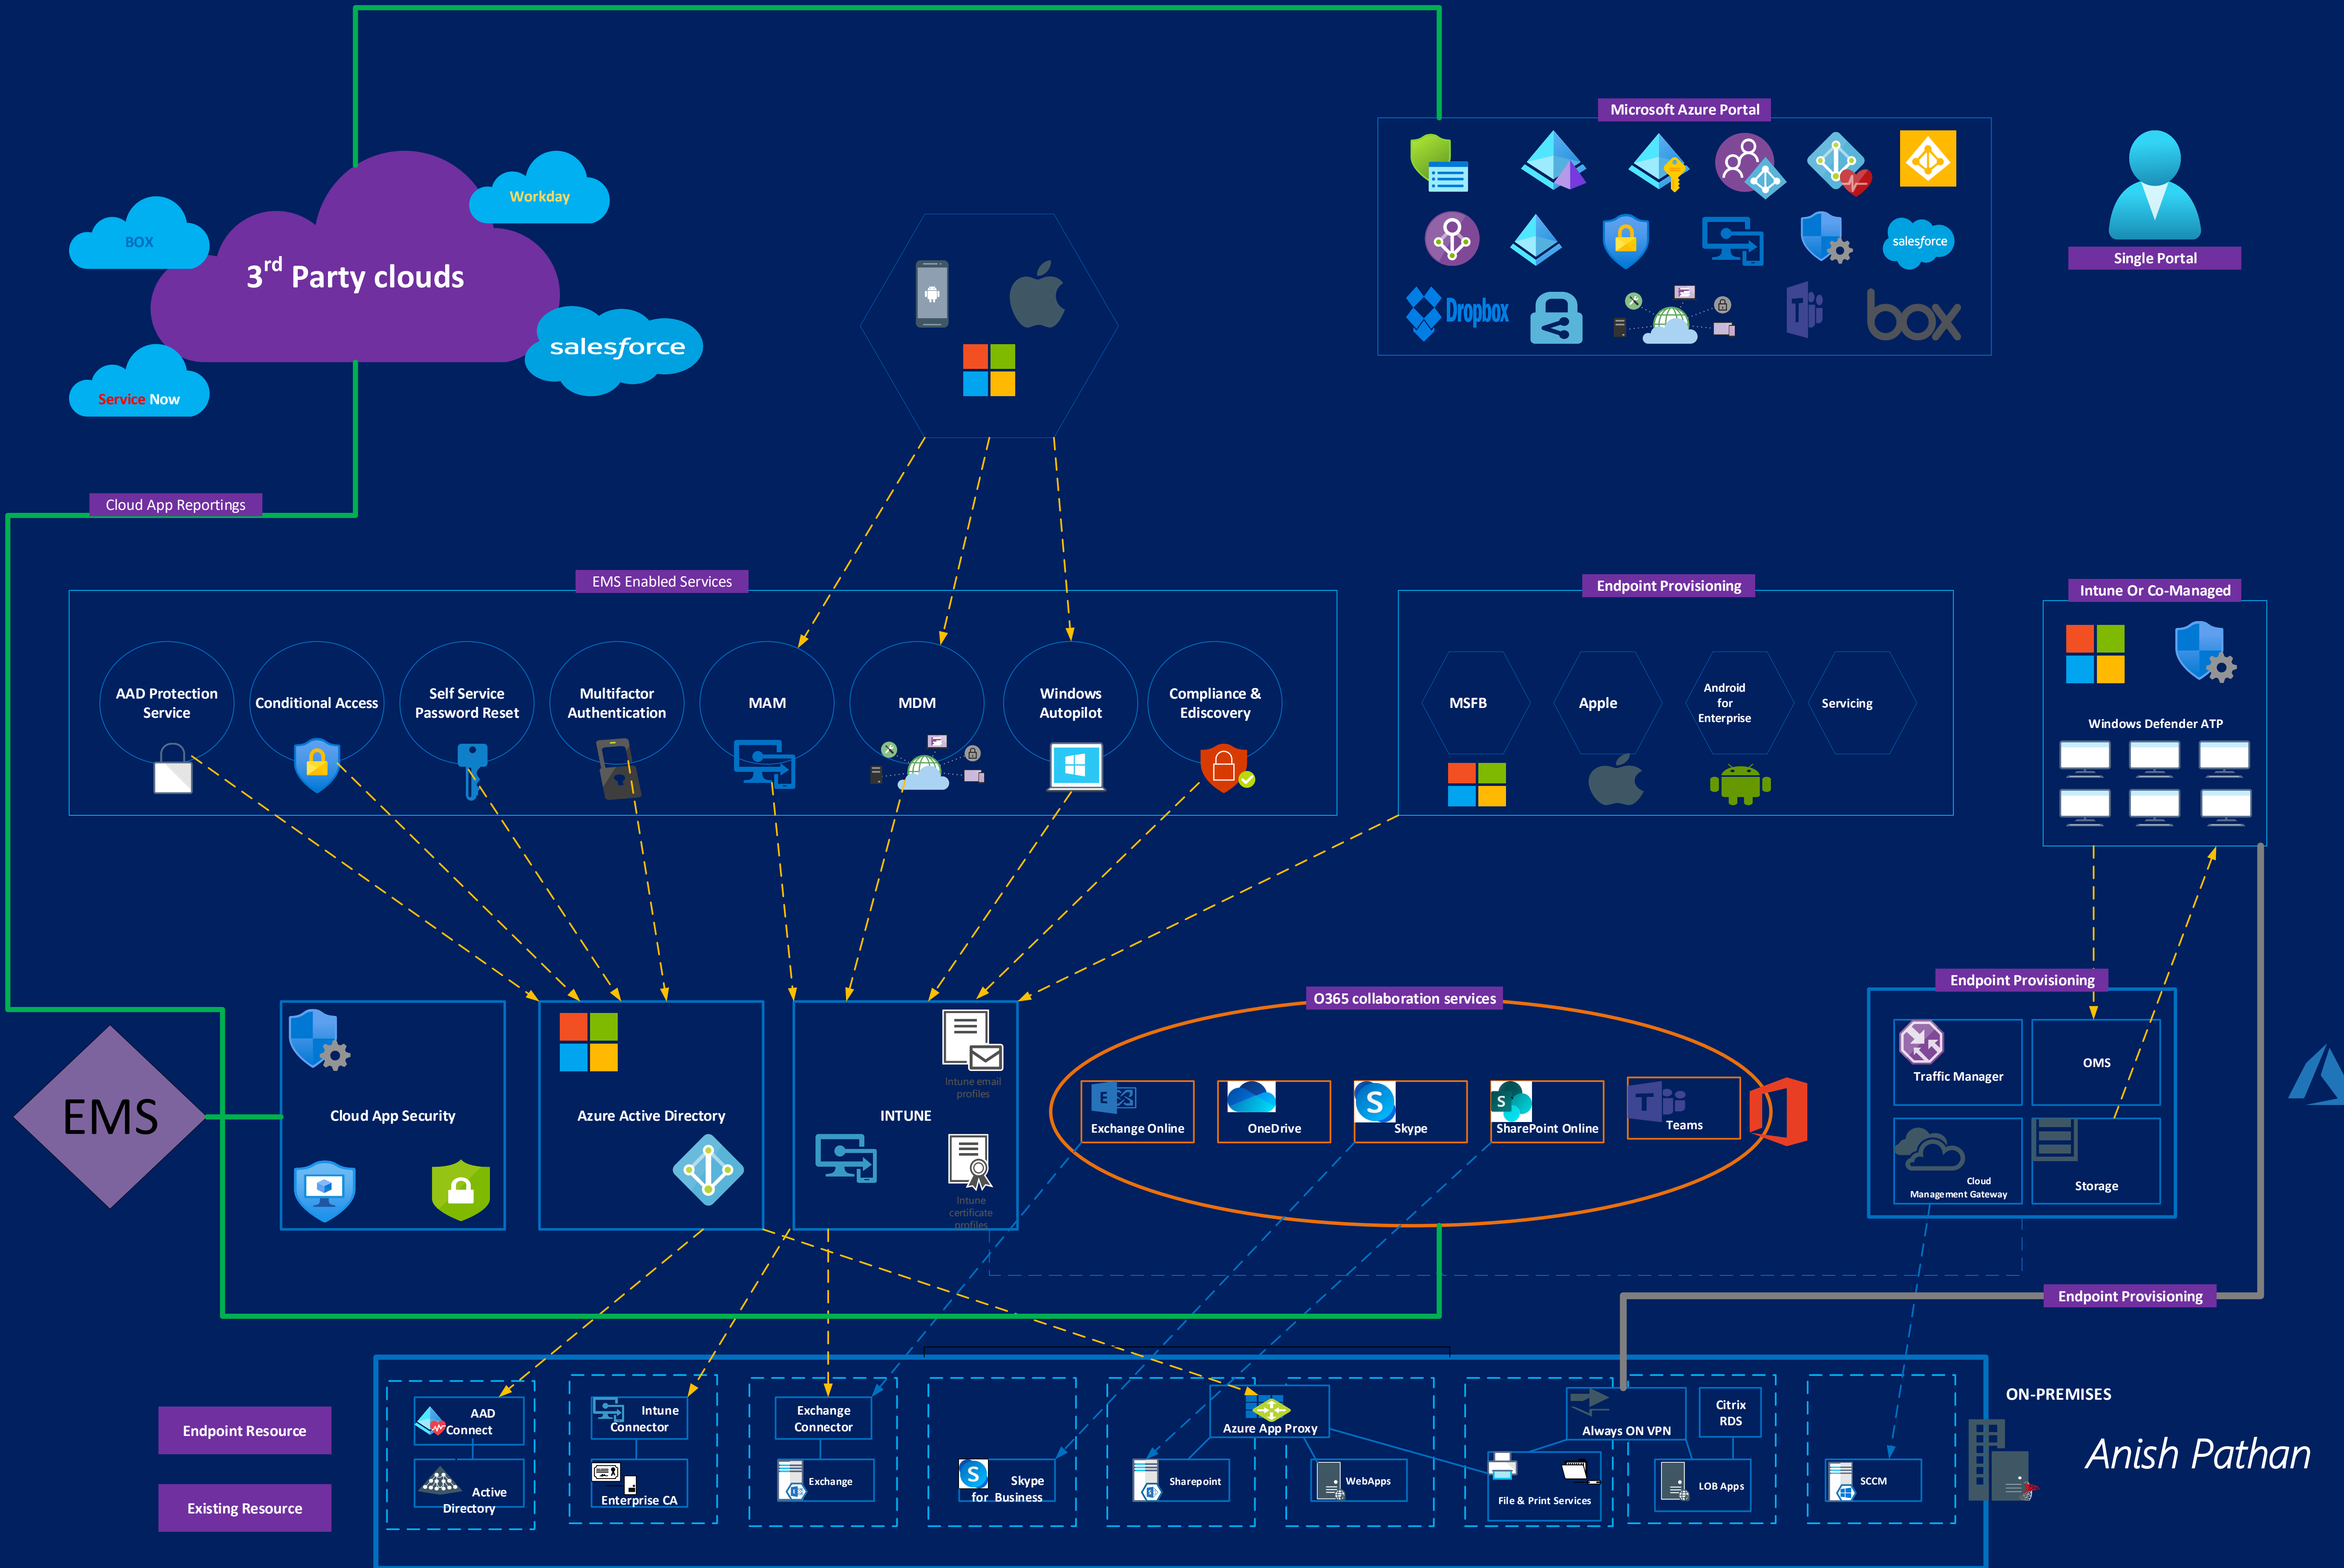 Microsoft Azure Portal
Workday
BOX
3rd Party clouds
salesforce
Service Now
salesforce
Dropbox
box
Single Portal
Cloud App Reportings
EMS Enabled Services
AAD Protection
Service
Conditional Access
Self Service
Password Reset
Multifactor
Authentication
MAM
MDM
Windows
Autopilot
Compliance &
Ediscovery
Endpoint Provisioning
MSFB
Apple
Android
for
Enterprise
Servicing
Intune Or Co-Managed
Windows Defender ATP
EMS
Cloud App Security
Azure Active Directory
INTUNE
Intune email
profiles
Intune
certificate
profiles
O365 collaboration services
Exchange Online
OneDrive
S
Skype
S
SharePoint Online
T
Teams
Endpoint Provisioning
Traffic Manager
OMS
Cloud
Management Gateway
Storage
Endpoint Provisioning
Endpoint Resource
Existing Resource
AAD
Connect
Active
Directory
Intune
Connector
Enterprise CA
Exchange
Connector
Exchange
S
Skype
for Business
Azure App Proxy
Sharepoint
WebApps
Always ON VPN
File & Print Services
Citrix
RDS
LOB Apps
SCCM
ON-PREMISES
Anish Pathan